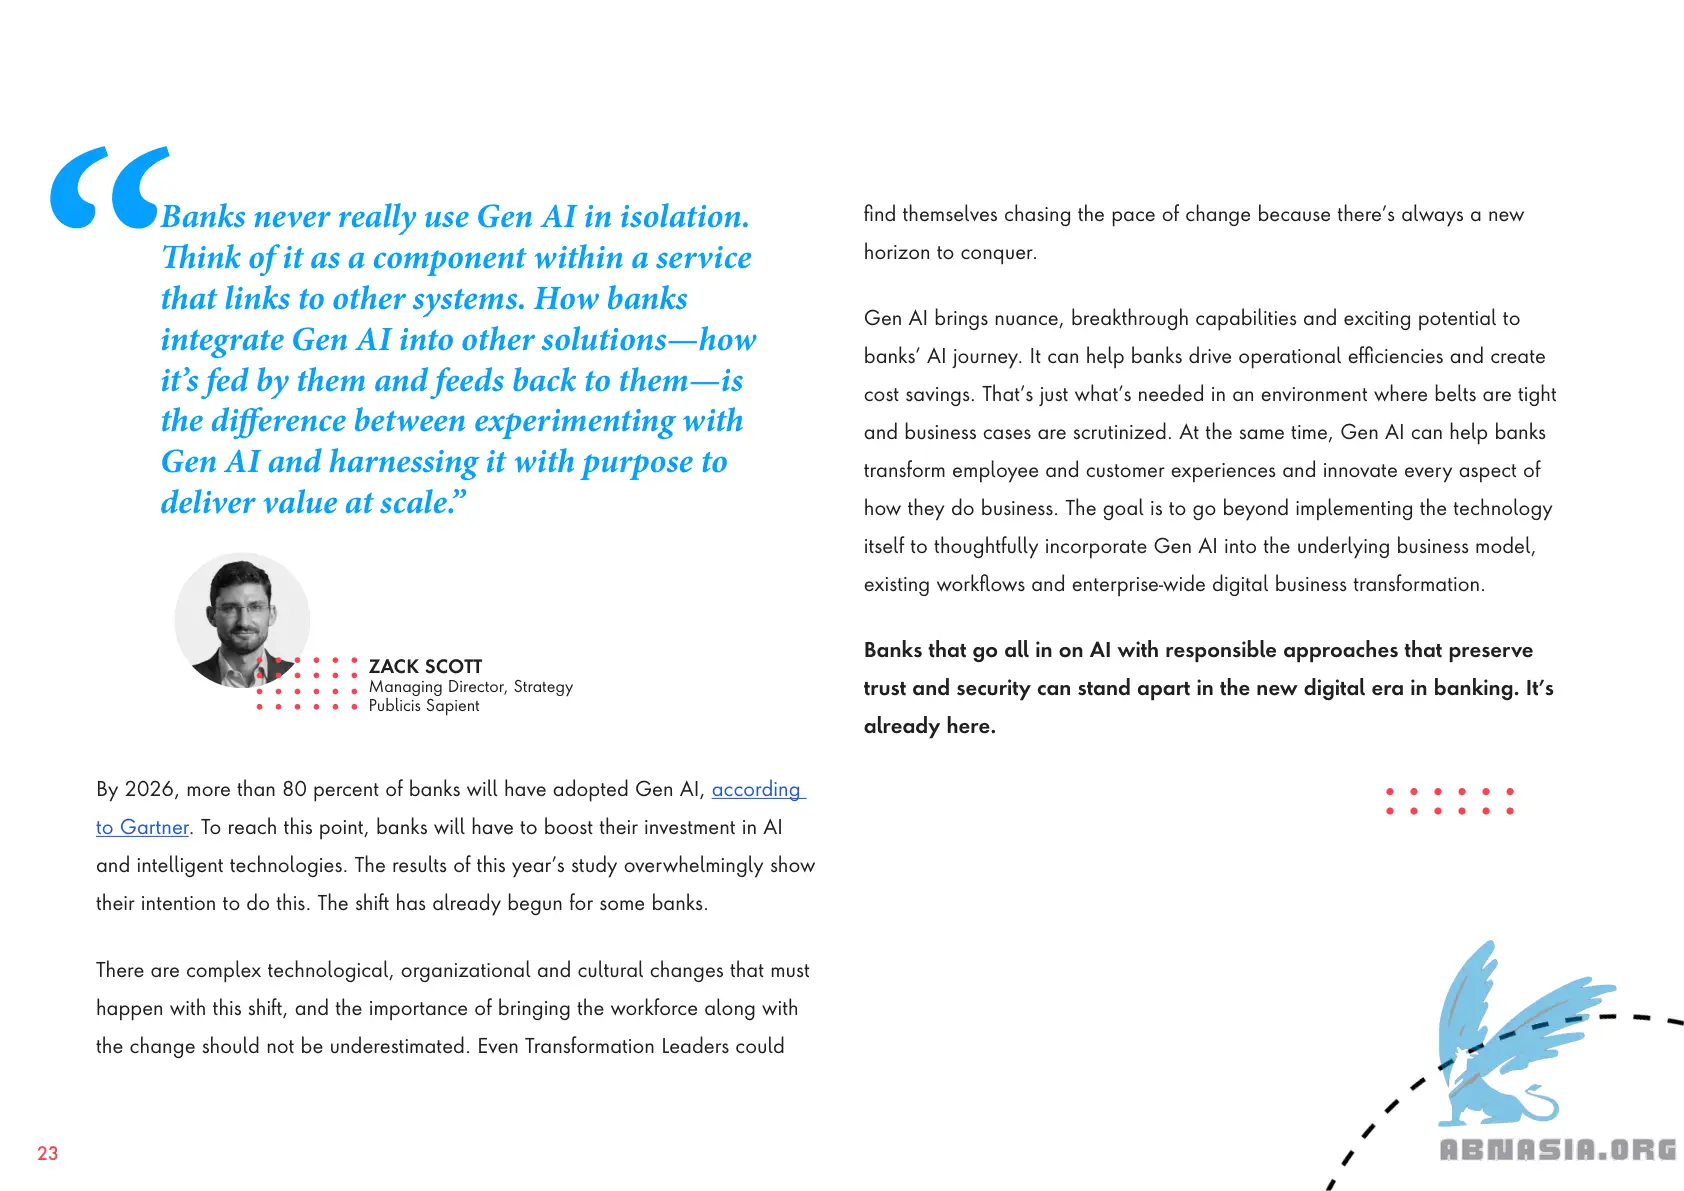 “Banks never really use Gen AI in isolation.
Think of it as a component within a service
that links to other systems. How banks
integrate Gen AI into other solutions—how
it’s fed by them and feeds back to them—is
the difference between experimenting with
Gen AI and harnessing it with purpose to
deliver value at scale.”
ZACK SCOTT
Managing Director, Strategy
Publicis Sapient
By 2026, more than 80 percent of banks will have adopted Gen AI, according
to Gartner. To reach this point, banks will have to boost their investment in AI
and intelligent technologies. The results of this year’s study overwhelmingly show
their intention to do this. The shift has already begun for some banks.
There are complex technological, organizational and cultural changes that must
happen with this shift, and the importance of bringing the workforce along with
the change should not be underestimated. Even Transformation Leaders could
find themselves chasing the pace of change because there’s always a new
horizon to conquer.
Gen AI brings nuance, breakthrough capabilities and exciting potential to
banks’ AI journey. It can help banks drive operational efficiencies and create
cost savings. That’s just what’s needed in an environment where belts are tight
and business cases are scrutinized. At the same time, Gen AI can help banks
transform employee and customer experiences and innovate every aspect of
how they do business. The goal is to go beyond implementing the technology
itself to thoughtfully incorporate Gen AI into the underlying business model,
existing workflows and enterprise-wide digital business transformation.
Banks that go all in on AI with responsible approaches that preserve
trust and security can stand apart in the new digital era in banking. It’s
already here.
23
ABNASIA.ORG